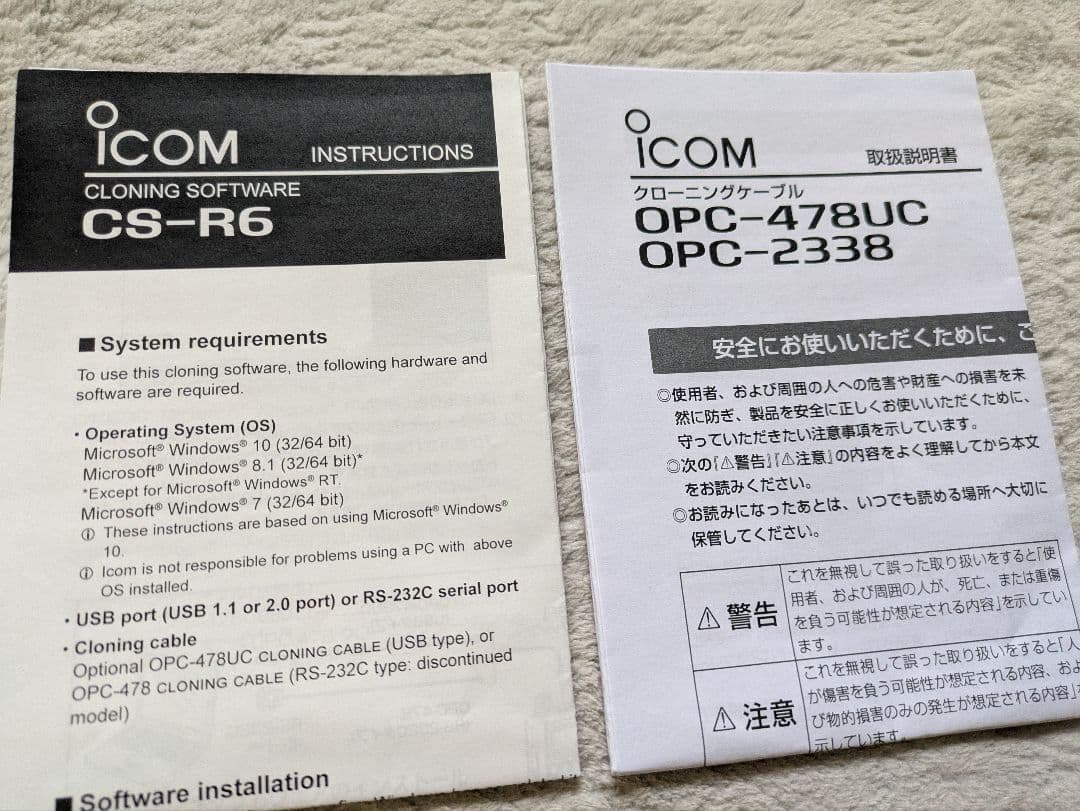 ICOM
INSTRUCTIONS
CLONING SOFTWARE
CS-R6
■ System requirements
To use this cloning software, the following hardware and
software are required.
・Operating System (OS)
Microsoft® Windows® 10 (32/64 bit)
Microsoft® Windows® 8.1 (32/64 bit)*
*Except for Microsoft® Windows® RT.
Microsoft® Windows® 7 (32/64 bit)
ⓘ These instructions are based on using Microsoft® Windows®
10.
ⓘ Icom is not responsible for problems using a PC with above
OS installed.
・USB port (USB 1.1 or 2.0 port) or RS-232C serial port
・Cloning cable
Optional OPC-478UC CLONING CABLE (USB type), or
OPC-478 CLONING CABLE (RS-232C type: discontinued
model)
■ Software installation
ICOM
取扱説明書
クローニングケーブル
OPC-478UC
OPC-2338
安全にお使いいただくために、ご
◎使用者、および周囲の人への危害や財産への損害を未
然に防ぎ、製品を安全に正しくお使いいただくために、
守っていただきたい注意事項を示しています。
◎次の『⚠警告』『⚠注意』の内容をよく理解してから本文
をお読みください。
◎お読みになったあとは、いつでも読める場所へ大切に
保管してください。
⚠警告
これを無視して誤った取り扱いをすると「使
用者、および周囲の人が、死亡、または重傷
を負う可能性が想定される内容」を示してい
ます。
⚠注意
これを無視して誤った取り扱いをすると「人
が傷害を負う可能性が想定される内容、およ
び物的損害のみの発生が想定される内容」を
示しています。